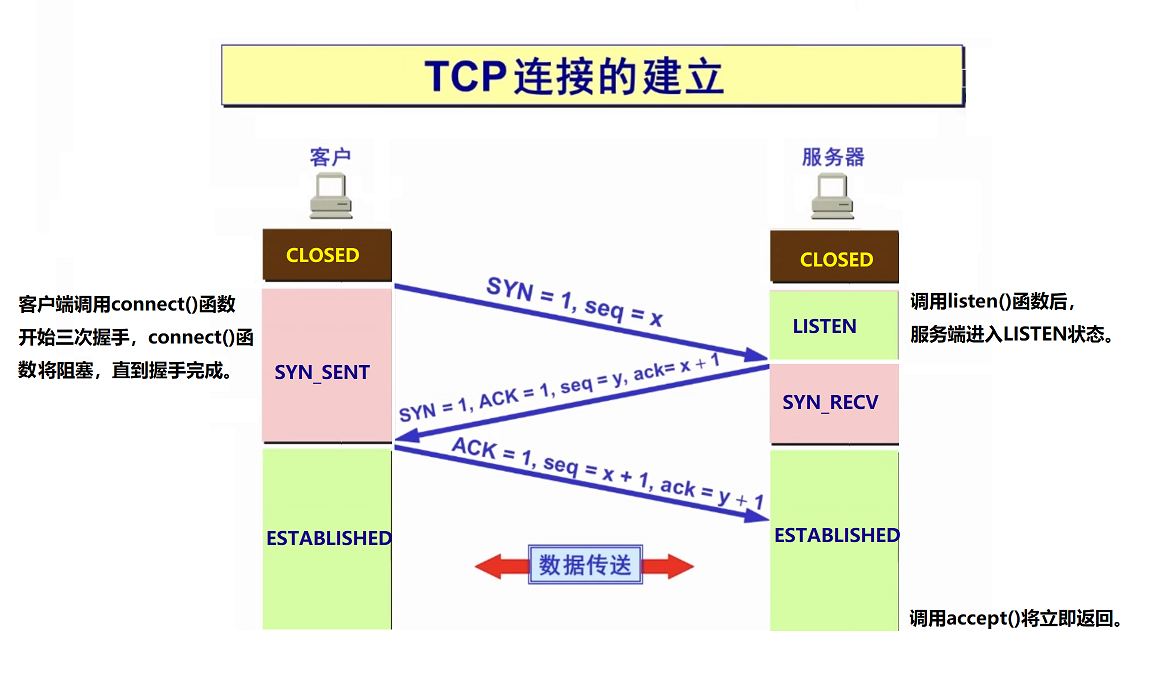 TCP连接的建立
客户
服务器
CLOSED
CLOSED
客户端调用connect()函数
开始三次握手，connect()函
数将阻塞，直到握手完成。
SYN_SENT
SYN = 1, seq = x
LISTEN
调用listen()函数后，
服务端进入LISTEN状态。
SYN = 1, ACK = 1, seq = y, ack= x + 1
SYN_RECV
ACK = 1, seq = x + 1, ack = y + 1
ESTABLISHED
ESTABLISHED
数据传送
调用accept()将立即返回。